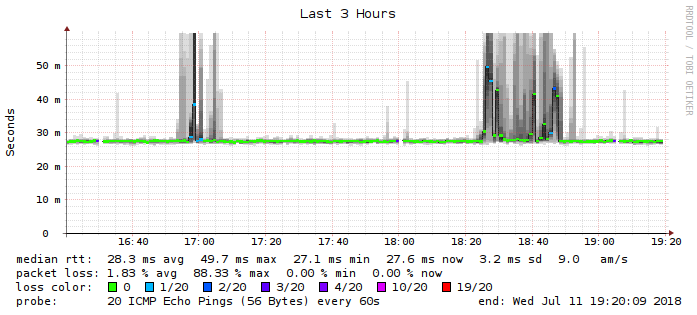 Last 3 Hours
RRDTOOL / TOBI OETIKER
Seconds
50 m
40 m
30 m
20 m
10 m
0
16:40 17:00 17:20 17:40 18:00 18:20 18:40 19:00 19:20
median rtt: 28.3 ms avg 49.7 ms max 27.1 ms min 27.6 ms now 3.2 ms sd 9.0 am/s
packet loss: 1.83 % avg 88.33 % max 0.00 % min 0.00 % now
loss color: 0 1/20 2/20 3/20 4/20 10/20 19/20
probe: 20 ICMP Echo Pings (56 Bytes) every 60s end: Wed Jul 11 19:20:09 2018